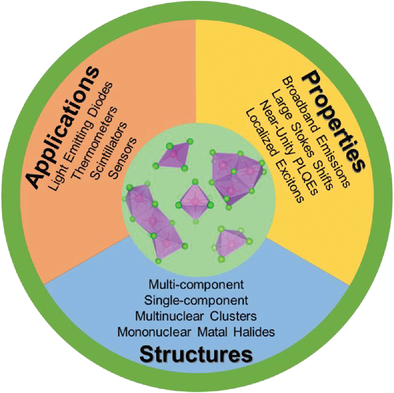 Applications
Light Emitting Diodes
Thermometers
Scintillators
Sensors
Properties
Broadband Emissions
Large Stokes Shifts
Near-Unity PLQEs
Localized Excitons
Multi-component
Single-component
Multinuclear Clusters
Mononuclear Matal Halides
Structures